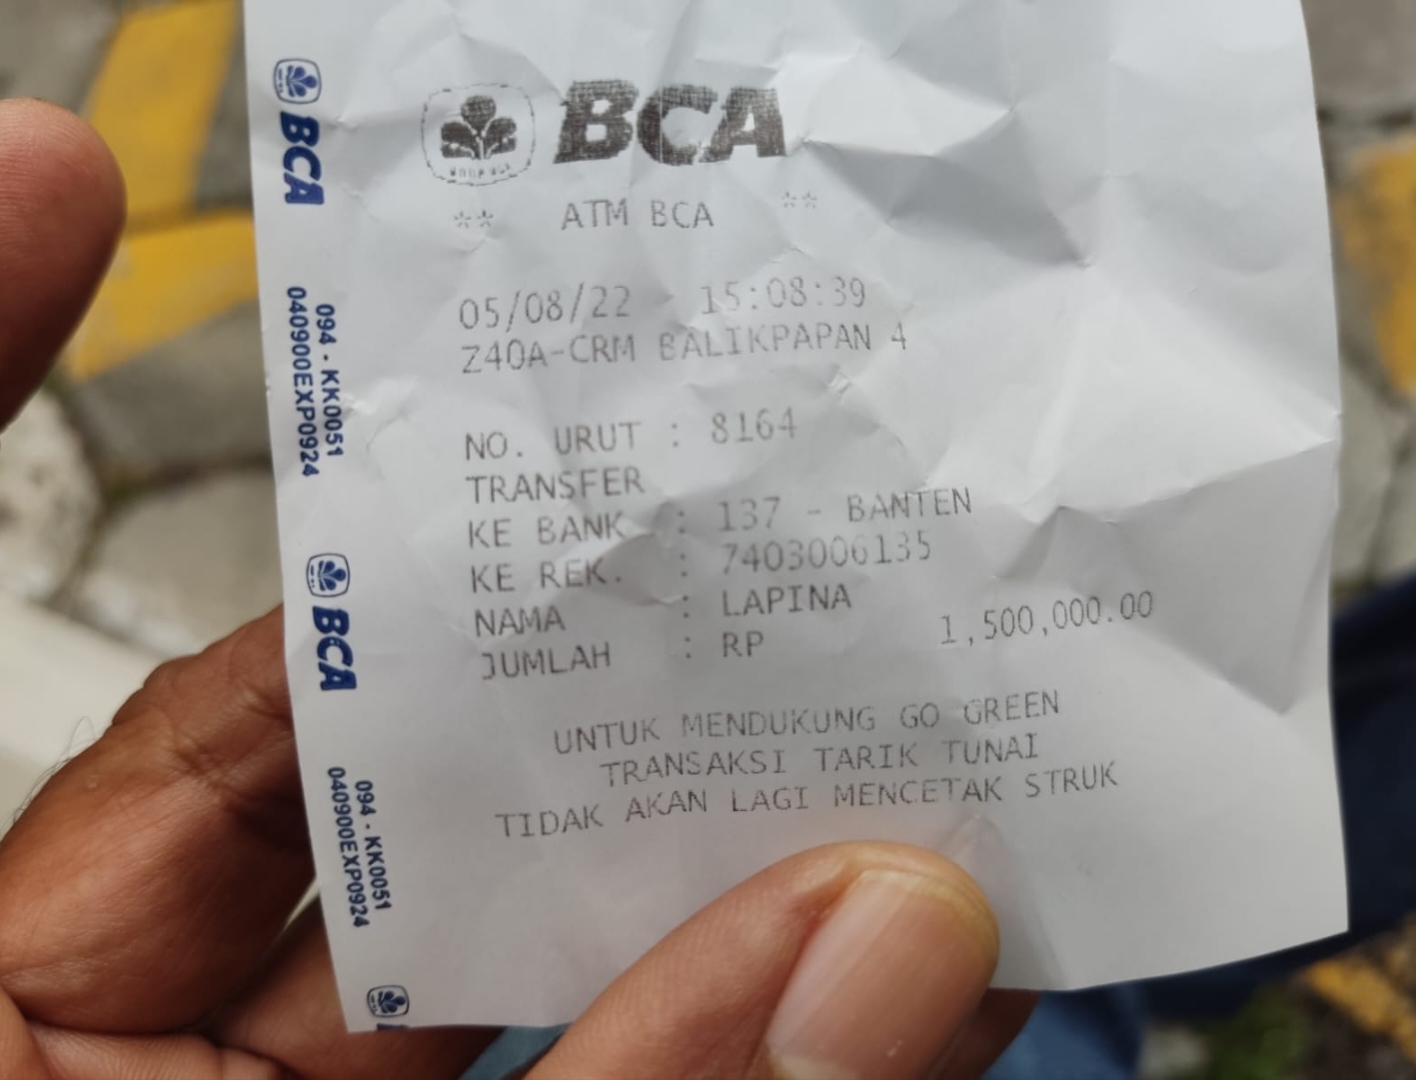 BCA
** ATM BCA **
05/08/22 15:08:39
Z40A-CRM BALIKPAPAN 4
NO. URUT : 8164
TRANSFER
KE BANK : 137 - BANTEN
KE REK. : 7403006135
NAMA : LAPINA
JUMLAH : RP 1,500,000.00
UNTUK MENDUKUNG GO GREEN
TRANSAKSI TARIK TUNAI
TIDAK AKAN LAGI MENCETAK STRUK
BCA
094 - KK0051
040900EXP0924
BCA
094 - KK0051
040900EXP0924